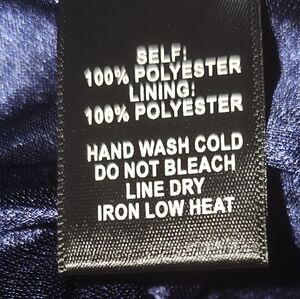 SELF:
100% POLYESTER
LINING:
100% POLYESTER
HAND WASH COLD
DO NOT BLEACH
LINE DRY
IRON LOW HEAT